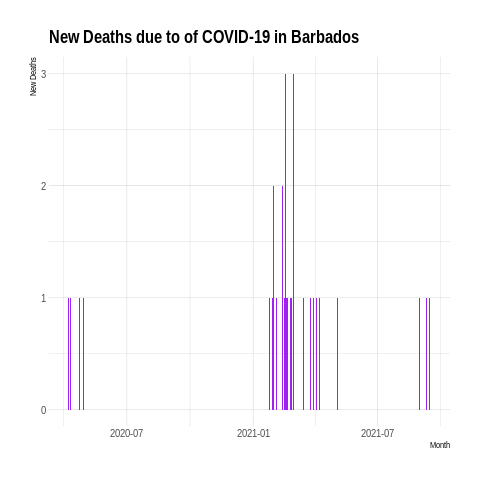 New Deaths due to of COVID-19 in Barbados
New Deaths
3
2
1
0
2020-07
2021-01
2021-07
Month